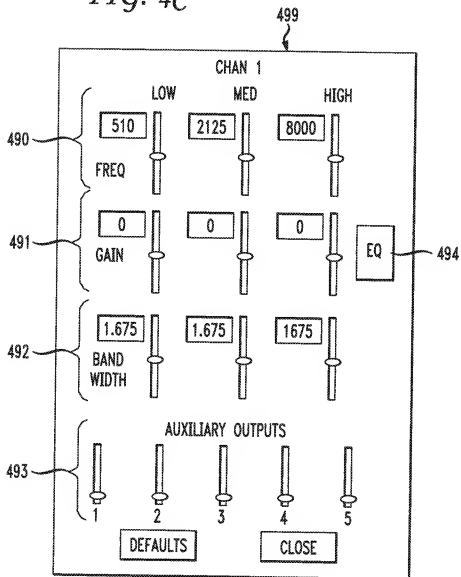 FIG. 4C
499
CHAN 1
LOW MED HIGH
490
510 2125 8000
FREQ
491
0 0 0
GAIN
EQ
494
492
1.675 1.675 1675
BAND
WIDTH
AUXILIARY OUTPUTS
493
1 2 3 4 5
DEFAULTS CLOSE